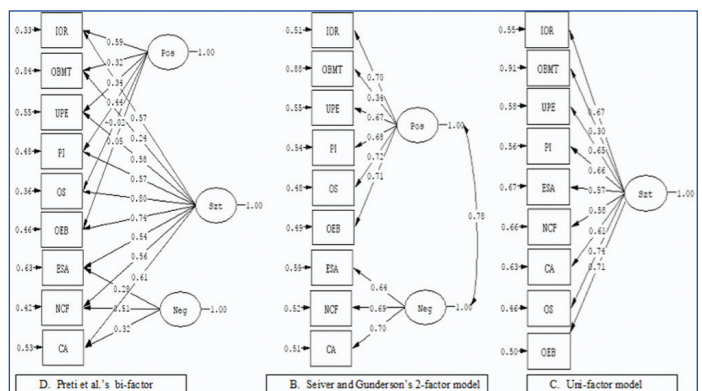 0.33 IOR
0.84 OBMT
0.55 UPE
0.48 PI
0.36 OS
0.46 OEB
0.63 ESA
0.42 NCF
0.53 CA
Pos 1.00
Szt 1.00
Neg 1.00
0.59
0.32
0.34
0.44
-0.02
0.05
0.57
0.24
0.58
0.57
0.80
0.74
0.54
0.56
0.61
0.28
0.51
0.32
D. Preti et al.'s bi-factor
0.51 IOR
0.88 OBMT
0.55 UPE
0.54 PI
0.48 OS
0.49 OEB
0.59 ESA
0.52 NCF
0.51 CA
Pos 1.00
Neg 1.00
0.70
0.34
0.67
0.68
0.72
0.71
0.64
0.69
0.70
0.78
B. Seiver and Gunderson's 2-factor model
0.55 IOR
0.91 OBMT
0.58 UPE
0.56 PI
0.67 ESA
0.66 NCF
0.63 CA
0.46 OS
0.50 OEB
Szt 1.00
0.67
0.30
0.65
0.66
0.57
0.58
0.61
0.74
0.71
C. Uni-factor model